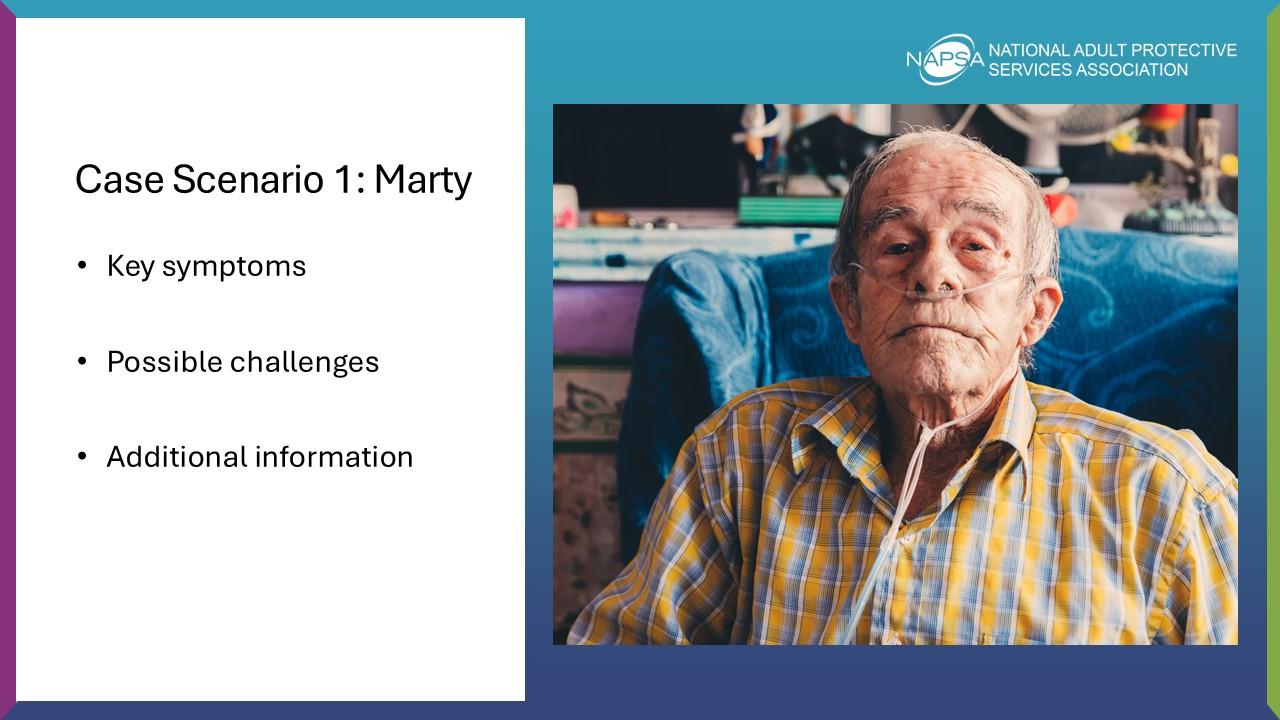 NAPSA NATIONAL ADULT PROTECTIVE
SERVICES ASSOCIATION
Case Scenario 1: Marty
• Key symptoms
• Possible challenges
• Additional information